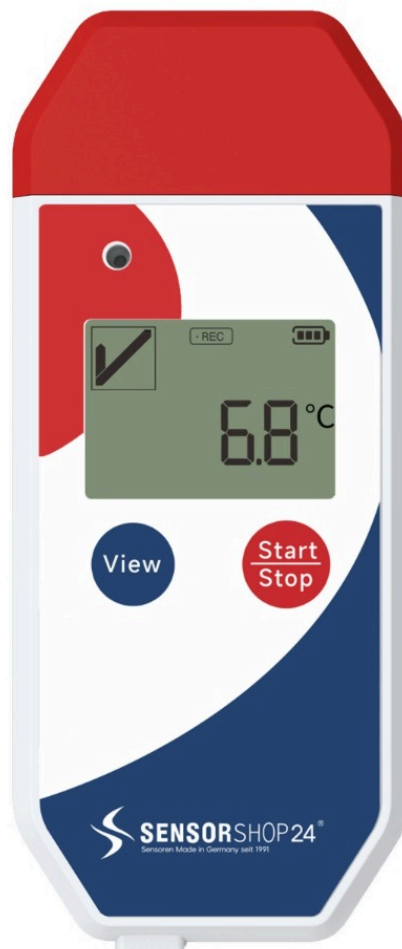 - REC
6.8 °C
View
Start
Stop
SENSORSHOP24®
Sensoren Made in Germany seit 1991